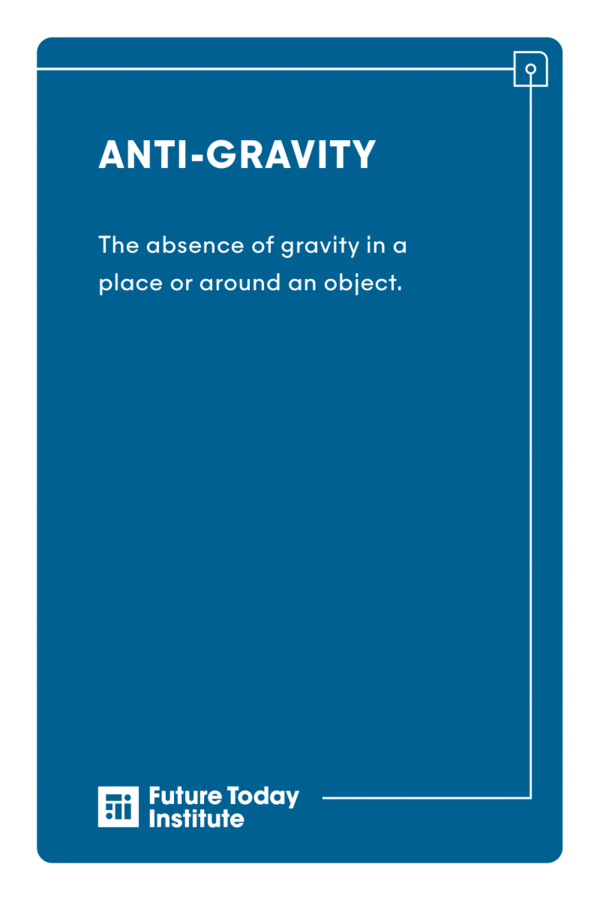 ANTI-GRAVITY
The absence of gravity in a
place or around an object.
Future Today
Institute